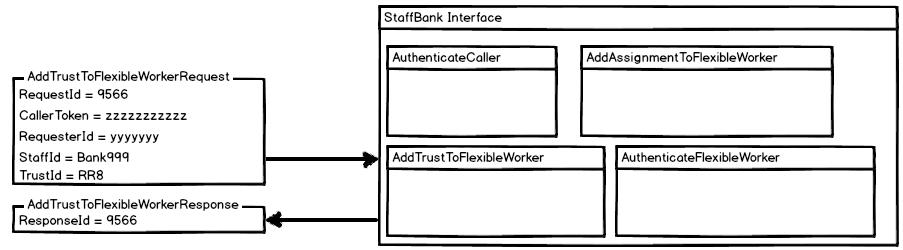 StaffBank Interface
AuthenticateCaller
AddAssignmentToFlexibleWorker
AddTrustToFlexibleWorkerRequest
RequestId = 9566
CallerToken = zzzzzzzzzzz
RequesterId = yyyyyyy
StaffId = Bank999
TrustId = RR8
AddTrustToFlexibleWorker
AuthenticateFlexibleWorker
AddTrustToFlexibleWorkerResponse
ResponseId = 9566